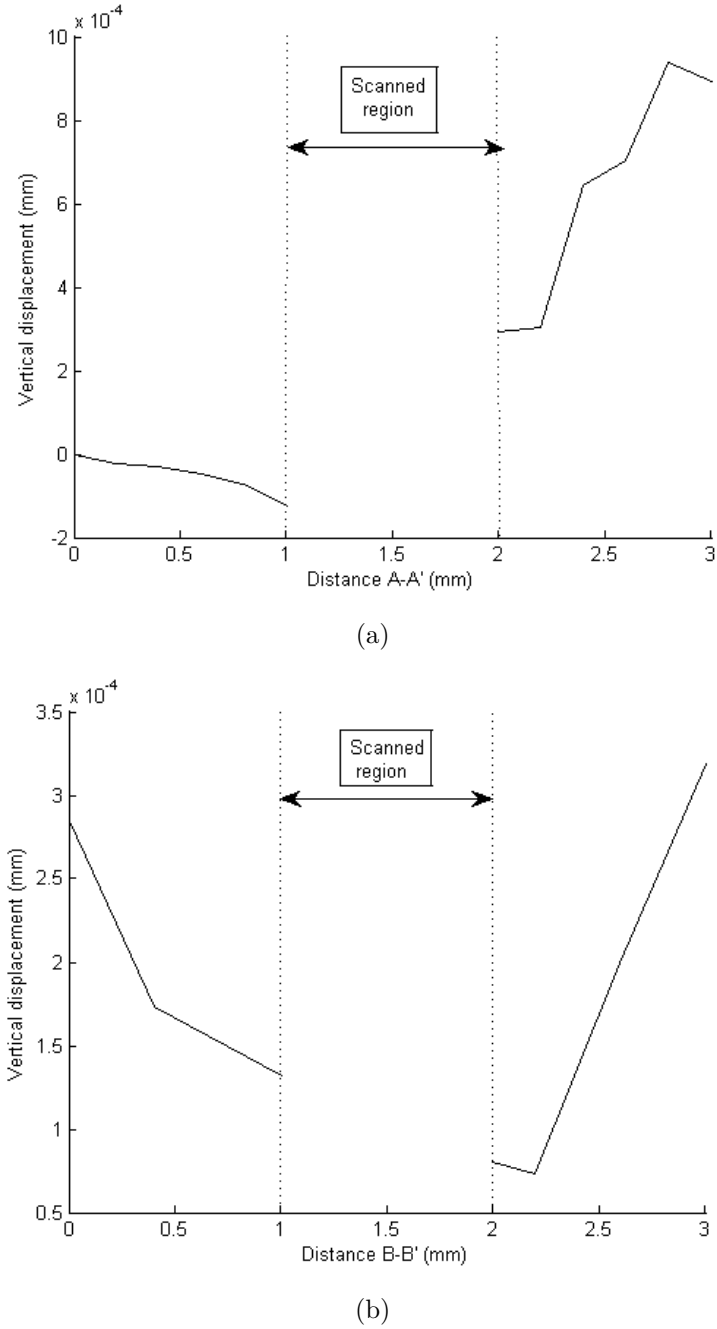 x 10-4
10
8
6
4
2
0
-2
Vertical displacement (mm)
Scanned
region
0 0.5 1 1.5 2 2.5 3
Distance A-A' (mm)
(a)
x 10-4
3.5
3
2.5
2
1.5
1
0.5
Vertical displacement (mm)
Scanned
region
0 0.5 1 1.5 2 2.5 3
Distance B-B' (mm)
(b)